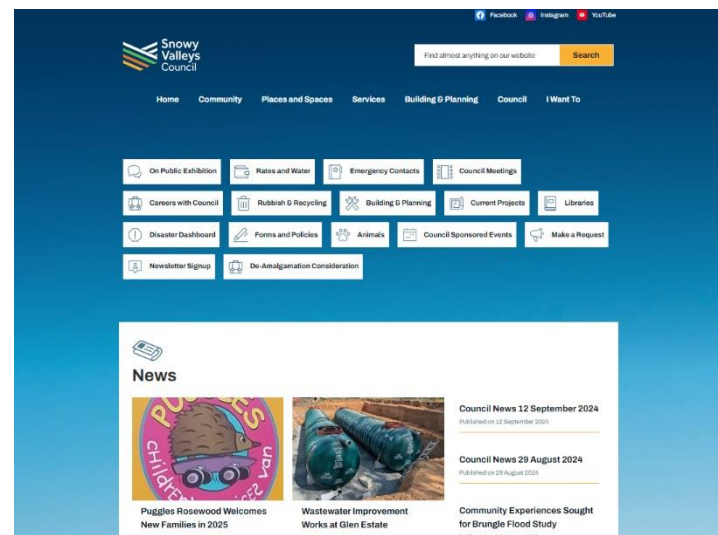 Facebook Instagram YouTube
Snowy
Valleys
Council
Find almost anything on our website Search
Home Community Places and Spaces Services Building & Planning Council I Want To
On Public Exhibition Rates and Water Emergency Contacts Council Meetings
Careers with Council Rubbish & Recycling Building & Planning Current Projects Libraries
Disaster Dashboard Forms and Policies Animals Council Sponsored Events Make a Request
Newsletter Signup De-Amalgamation Consideration
News
PUGGLES
CHILDREN'S SERVICES VAN
Puggles Rosewood Welcomes
New Families in 2025
Wastewater Improvement
Works at Glen Estate
Council News 12 September 2024
Published on 12 September 2024
Council News 29 August 2024
Published on 29 August 2024
Community Experiences Sought
for Brungle Flood Study